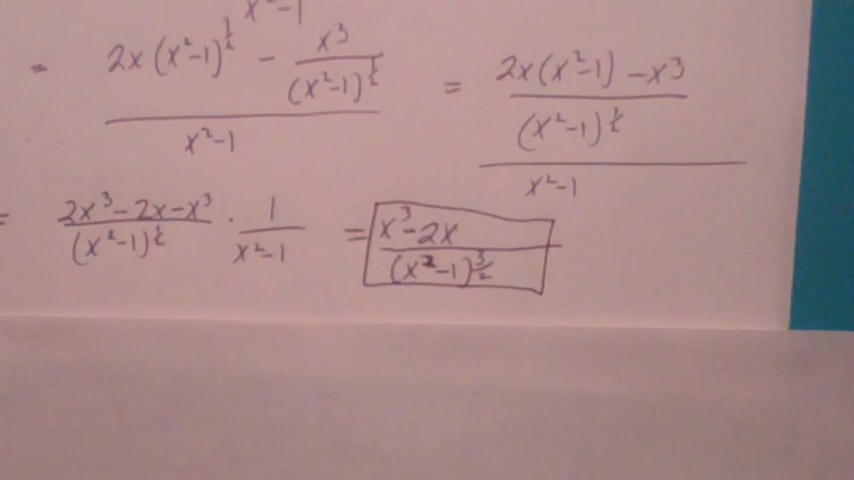 x²-1
= (2x(x²-1)^(1/2) - x³/(x²-1)^(1/2))/(x²-1) = ((2x(x²-1) - x³)/(x²-1)^(1/2))/(x²-1)
= (2x³-2x-x³)/(x²-1)^(1/2) · 1/(x²-1) = (x³-2x)/(x²-1)^(3/2)